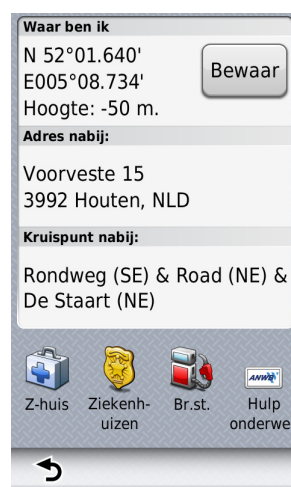 Waar ben ik
N 52°01.640'
E005°08.734'
Hoogte: -50 m.
Bewaar
Adres nabij:
Voorveste 15
3992 Houten, NLD
Kruispunt nabij:
Rondweg (SE) & Road (NE) &
De Staart (NE)
Z-huis
Ziekenh-
uizen
Br.st.
ANWB
Hulp
onderwe